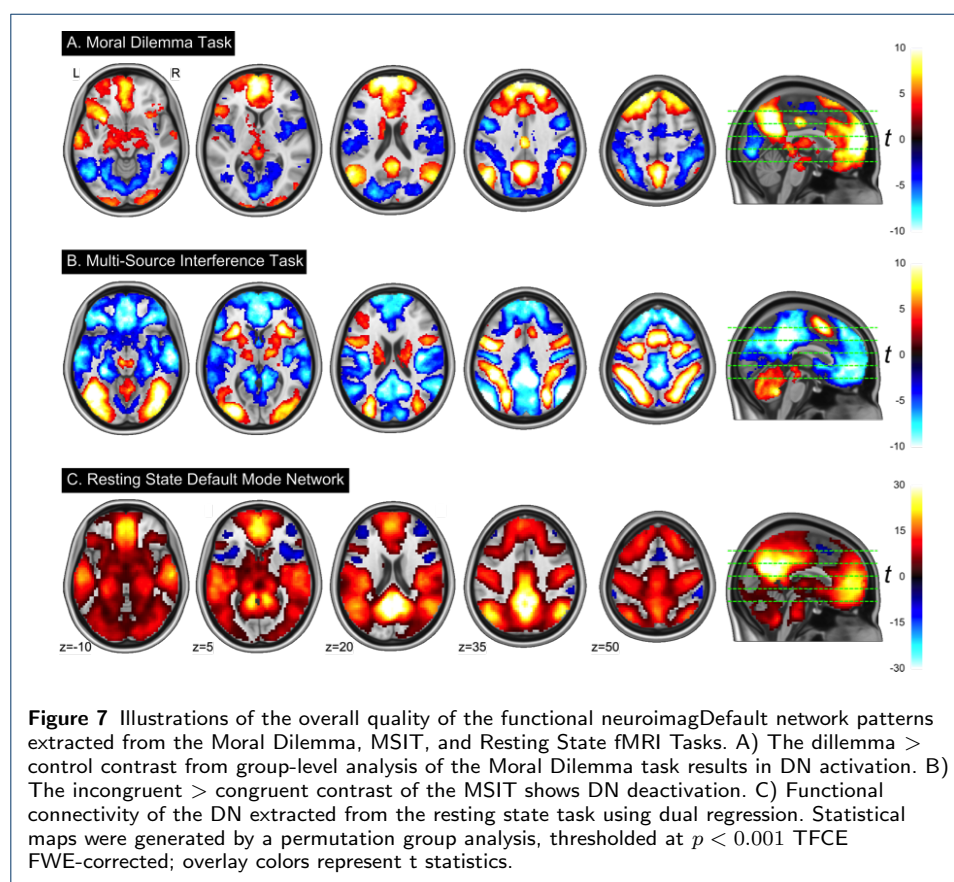 A. Moral Dilemma Task
L
R
10
5
0
-5
-10
t
B. Multi-Source Interference Task
10
5
0
-5
-10
t
C. Resting State Default Mode Network
30
15
0
-15
-30
t
z=-10
z=5
z=20
z=35
z=50
Figure 7 Illustrations of the overall quality of the functional neuroimagDefault network patterns
extracted from the Moral Dilemma, MSIT, and Resting State fMRI Tasks. A) The dillemma >
control contrast from group-level analysis of the Moral Dilemma task results in DN activation. B)
The incongruent > congruent contrast of the MSIT shows DN deactivation. C) Functional
connectivity of the DN extracted from the resting state task using dual regression. Statistical
maps were generated by a permutation group analysis, thresholded at p < 0.001 TFCE
FWE-corrected; overlay colors represent t statistics.